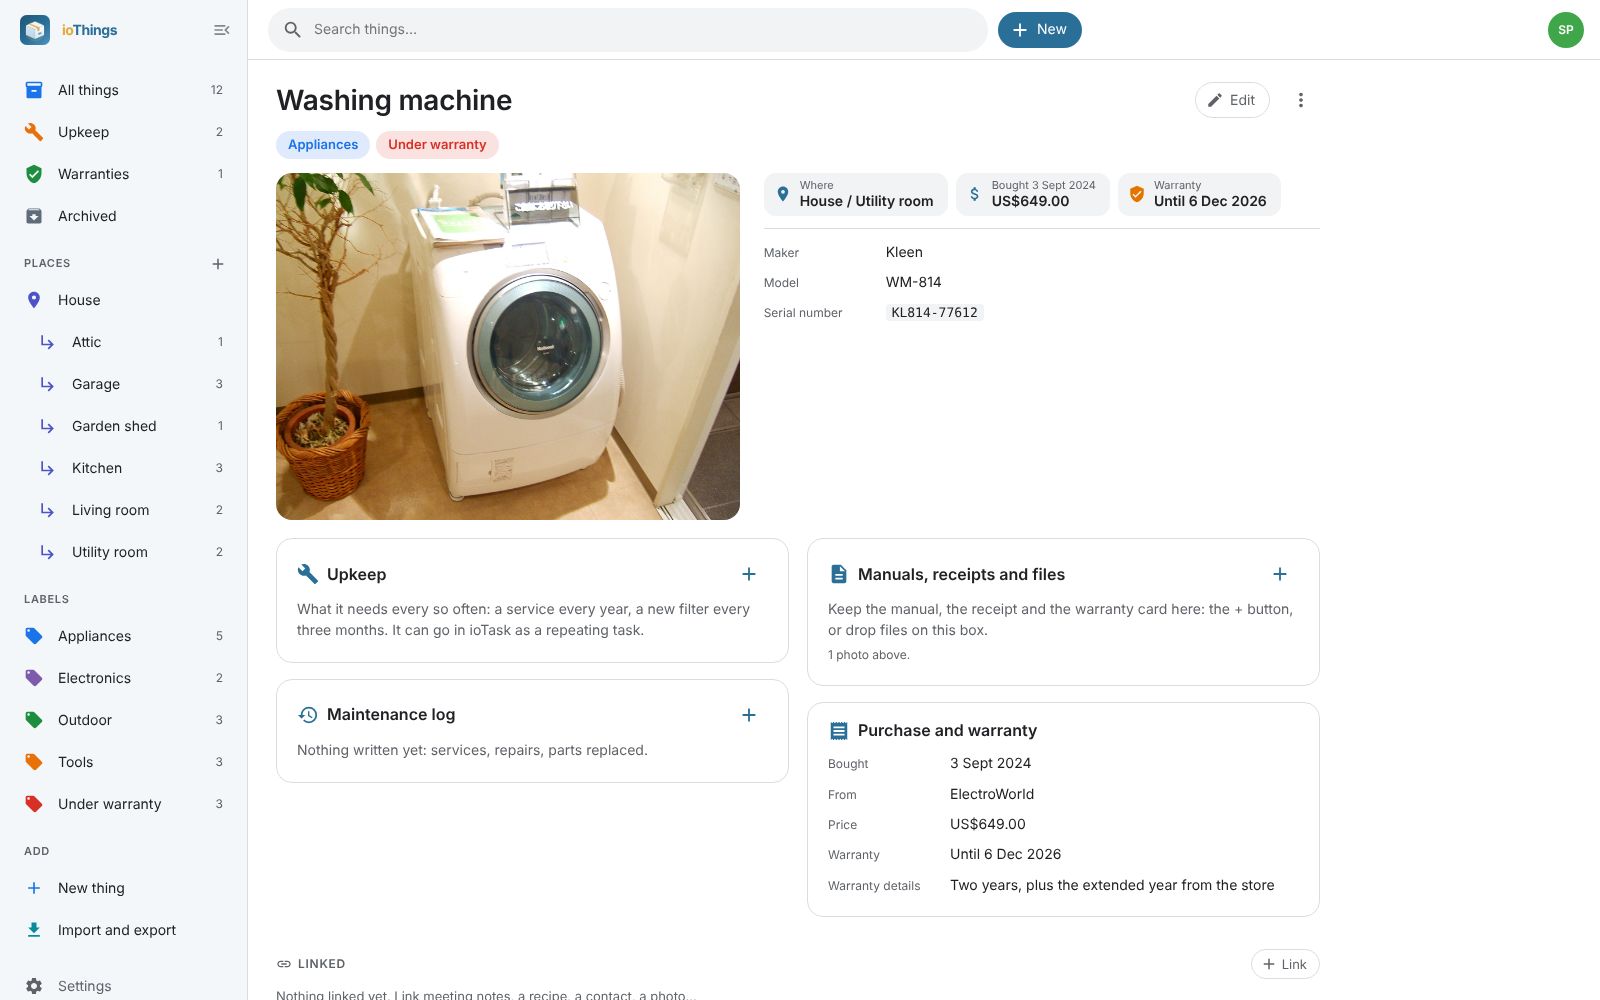 ioThings
Search things...
New
SP
All things 12
Upkeep 2
Warranties 1
Archived
PLACES
House
Attic 1
Garage 3
Garden shed 1
Kitchen 3
Living room 2
Utility room 2
LABELS
Appliances 5
Electronics 2
Outdoor 3
Tools 3
Under warranty 3
ADD
New thing
Import and export
Settings
Washing machine
Edit
Appliances
Under warranty
Where
House / Utility room
Bought 3 Sept 2024
US$649.00
Warranty
Until 6 Dec 2026
Maker Kleen
Model WM-814
Serial number KL814-77612
Upkeep
What it needs every so often: a service every year, a new filter every
three months. It can go in ioTask as a repeating task.
Maintenance log
Nothing written yet: services, repairs, parts replaced.
Manuals, receipts and files
Keep the manual, the receipt and the warranty card here: the + button,
or drop files on this box.
1 photo above.
Purchase and warranty
Bought 3 Sept 2024
From ElectroWorld
Price US$649.00
Warranty Until 6 Dec 2026
Warranty details Two years, plus the extended year from the store
LINKED
Link
Nothing linked yet. Link meeting notes, a recipe, a contact, a photo...